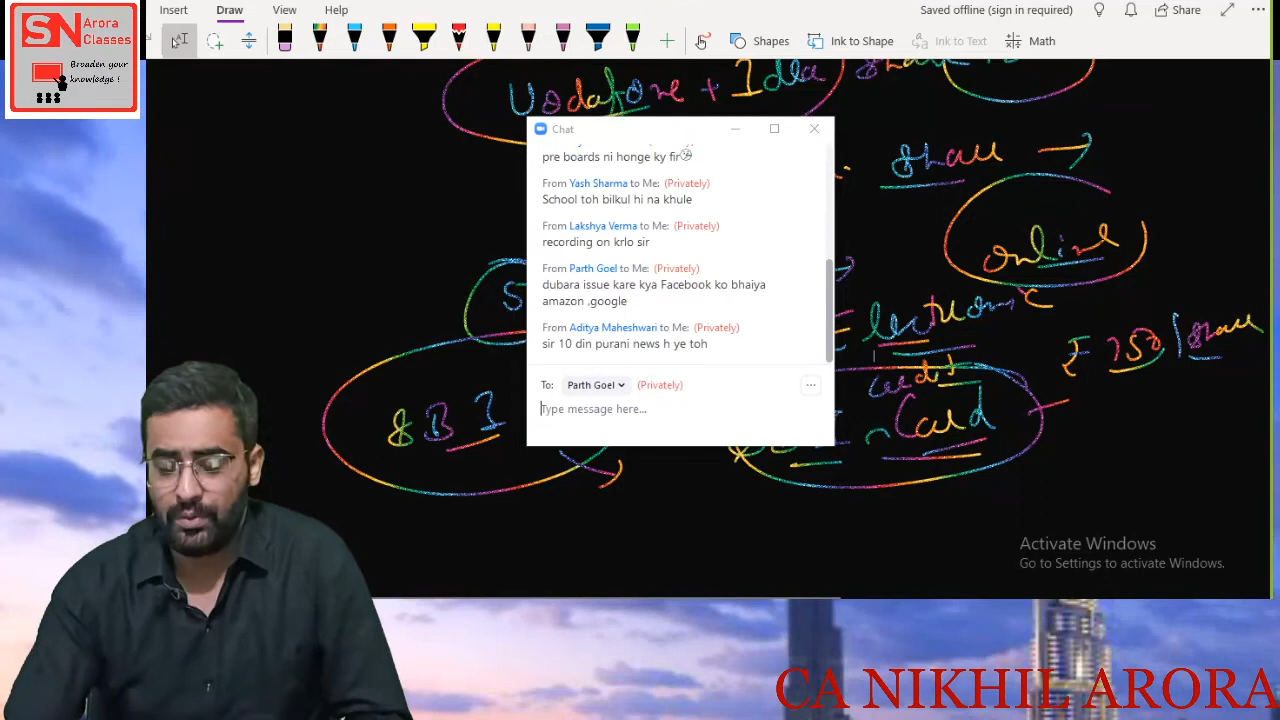 SN Arora
Classes
Broaden your
knowledge !
Insert Draw View Help
Saved offline (sign in required)
Share
Shapes
Ink to Shape
Ink to Text
Math
Vodafone + Idea
Share
online
₹ 750/share
SBI
Card
Chat
pre boards ni honge ky fir
From Yash Sharma to Me: (Privately)
School toh bilkul hi na khule
From Lakshya Verma to Me: (Privately)
recording on krlo sir
From Parth Goel to Me: (Privately)
dubara issue kare kya Facebook ko bhaiya
amazon ,google
From Aditya Maheshwari to Me: (Privately)
sir 10 din purani news h ye toh
To: Parth Goel (Privately)
Type message here...
Activate Windows
Go to Settings to activate Windows.
CA NIKHIL ARORA